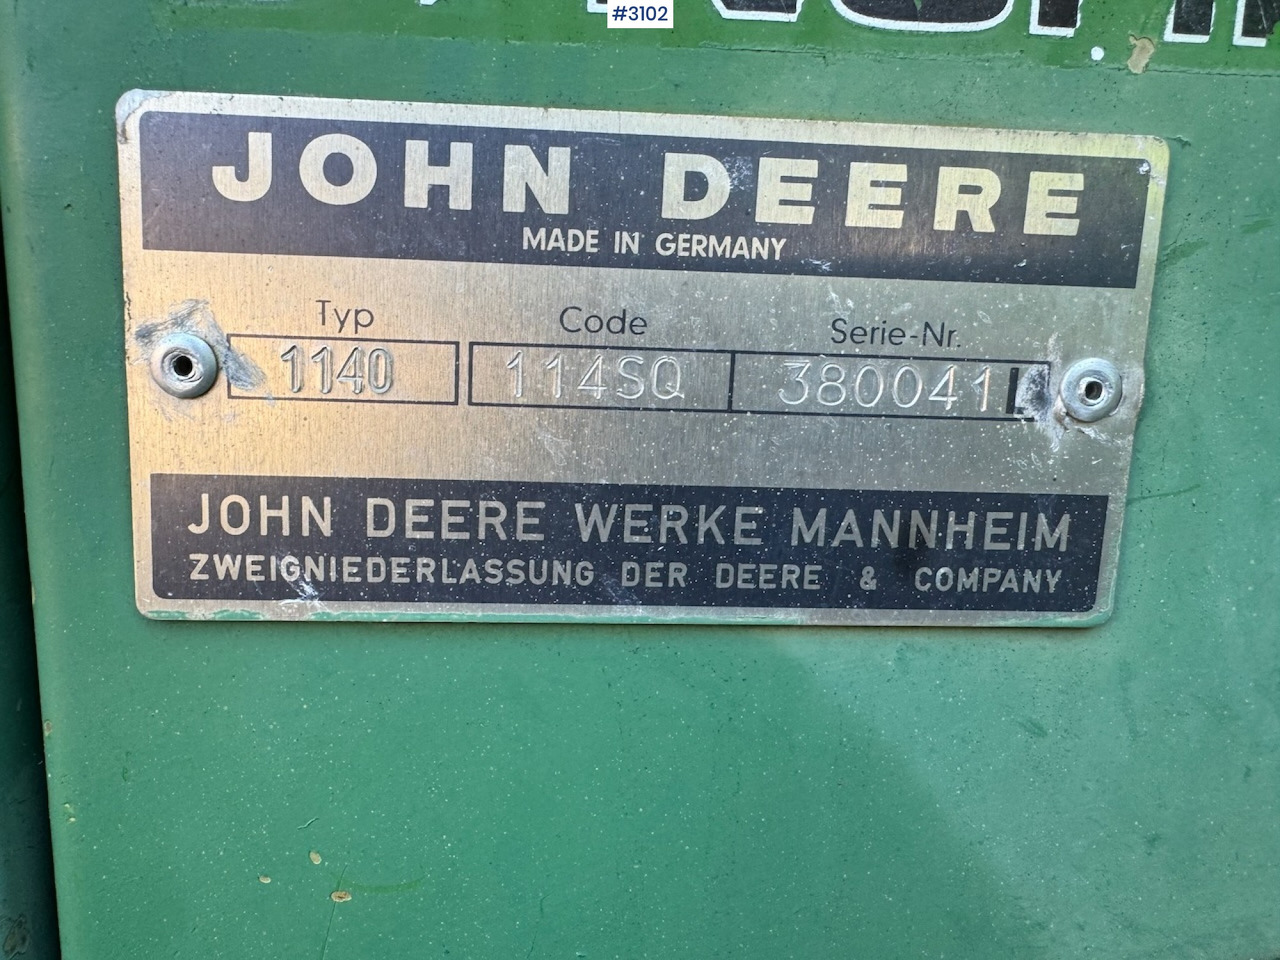 #3102
JOHN DEERE
MADE IN GERMANY
Typ Code Serie-Nr.
1140 114SQ 380041L
JOHN DEERE WERKE MANNHEIM
ZWEIGNIEDERLASSUNG DER DEERE & COMPANY